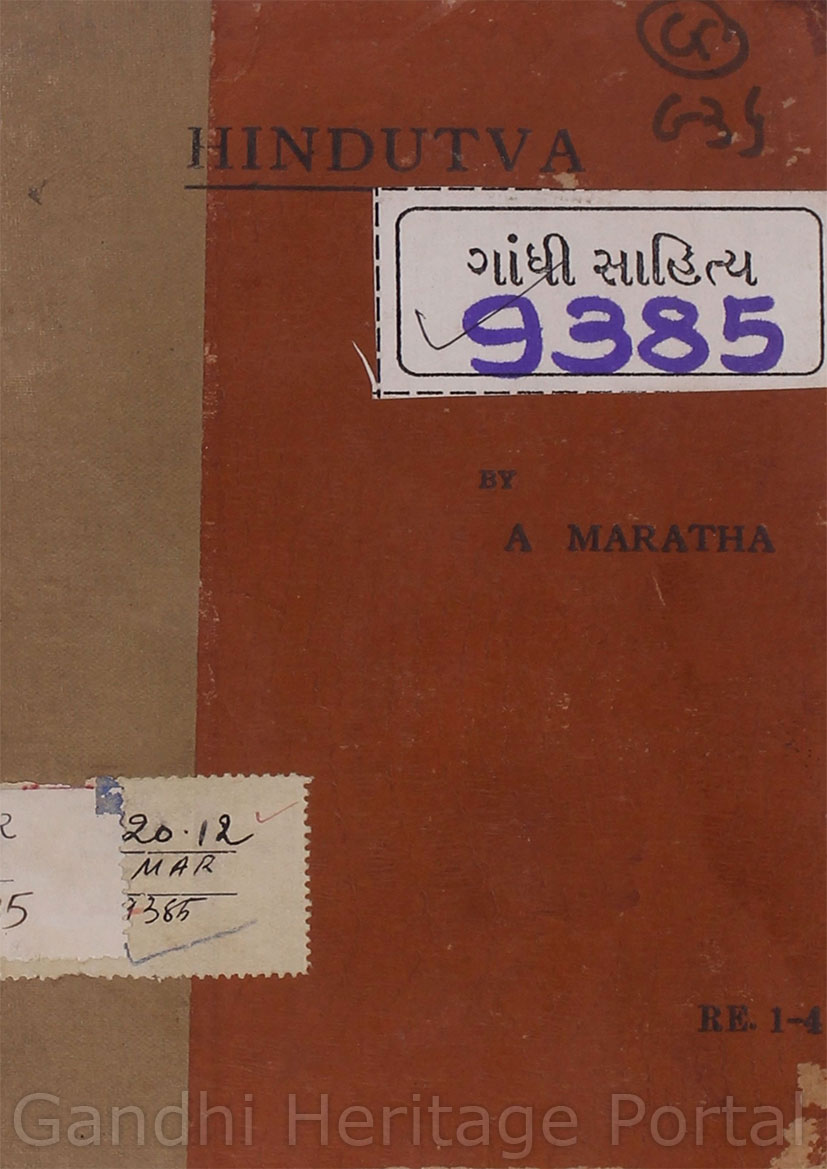 HINDUTVA
ગાંધી સાહિત્ય
9385
BY
A MARATHA
20.12
MAR
9385
RE. 1-4
Gandhi Heritage Portal